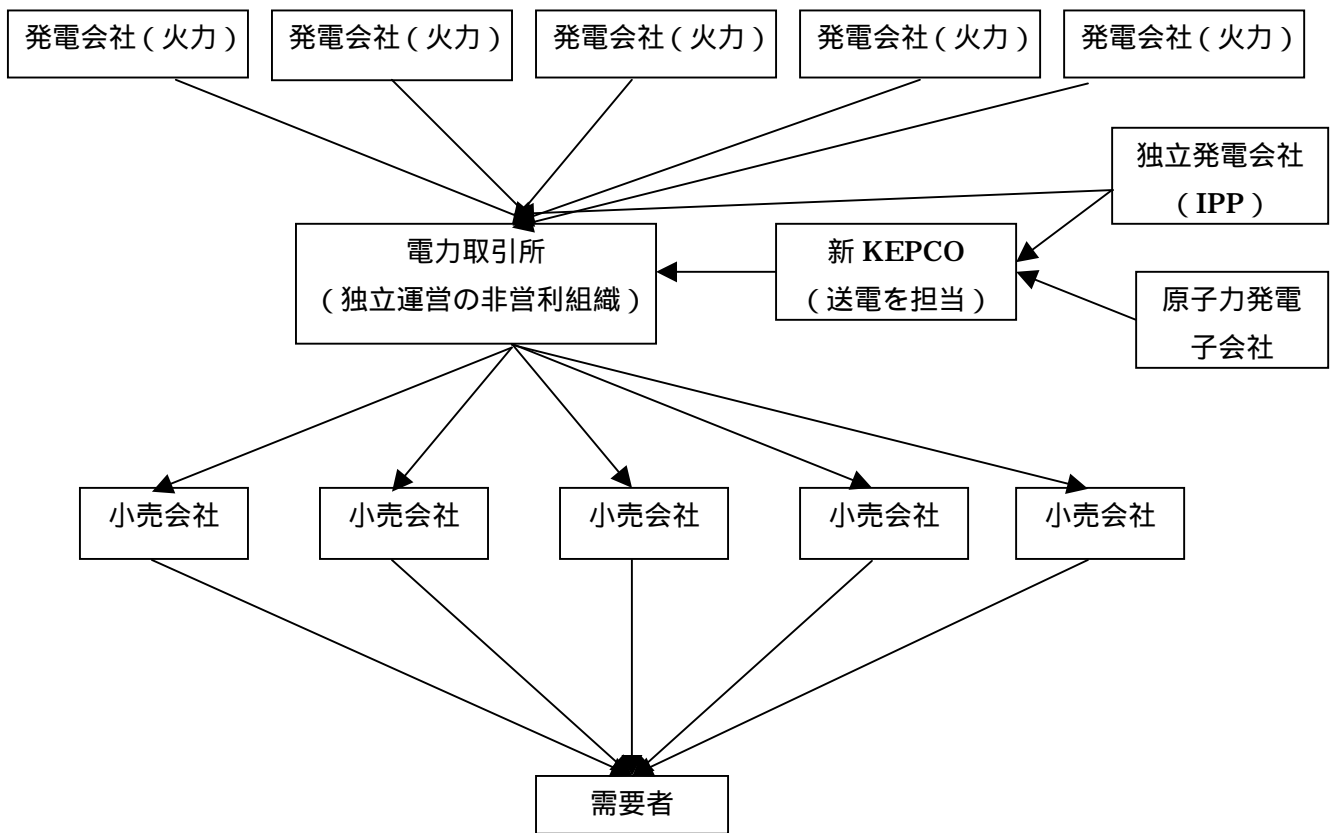 発電会社（火力）
発電会社（火力）
発電会社（火力）
発電会社（火力）
発電会社（火力）
独立発電会社
（IPP）
電力取引所
（独立運営の非営利組織）
新 KEPCO
（送電を担当）
原子力発電
子会社
小売会社
小売会社
小売会社
小売会社
小売会社
需要者